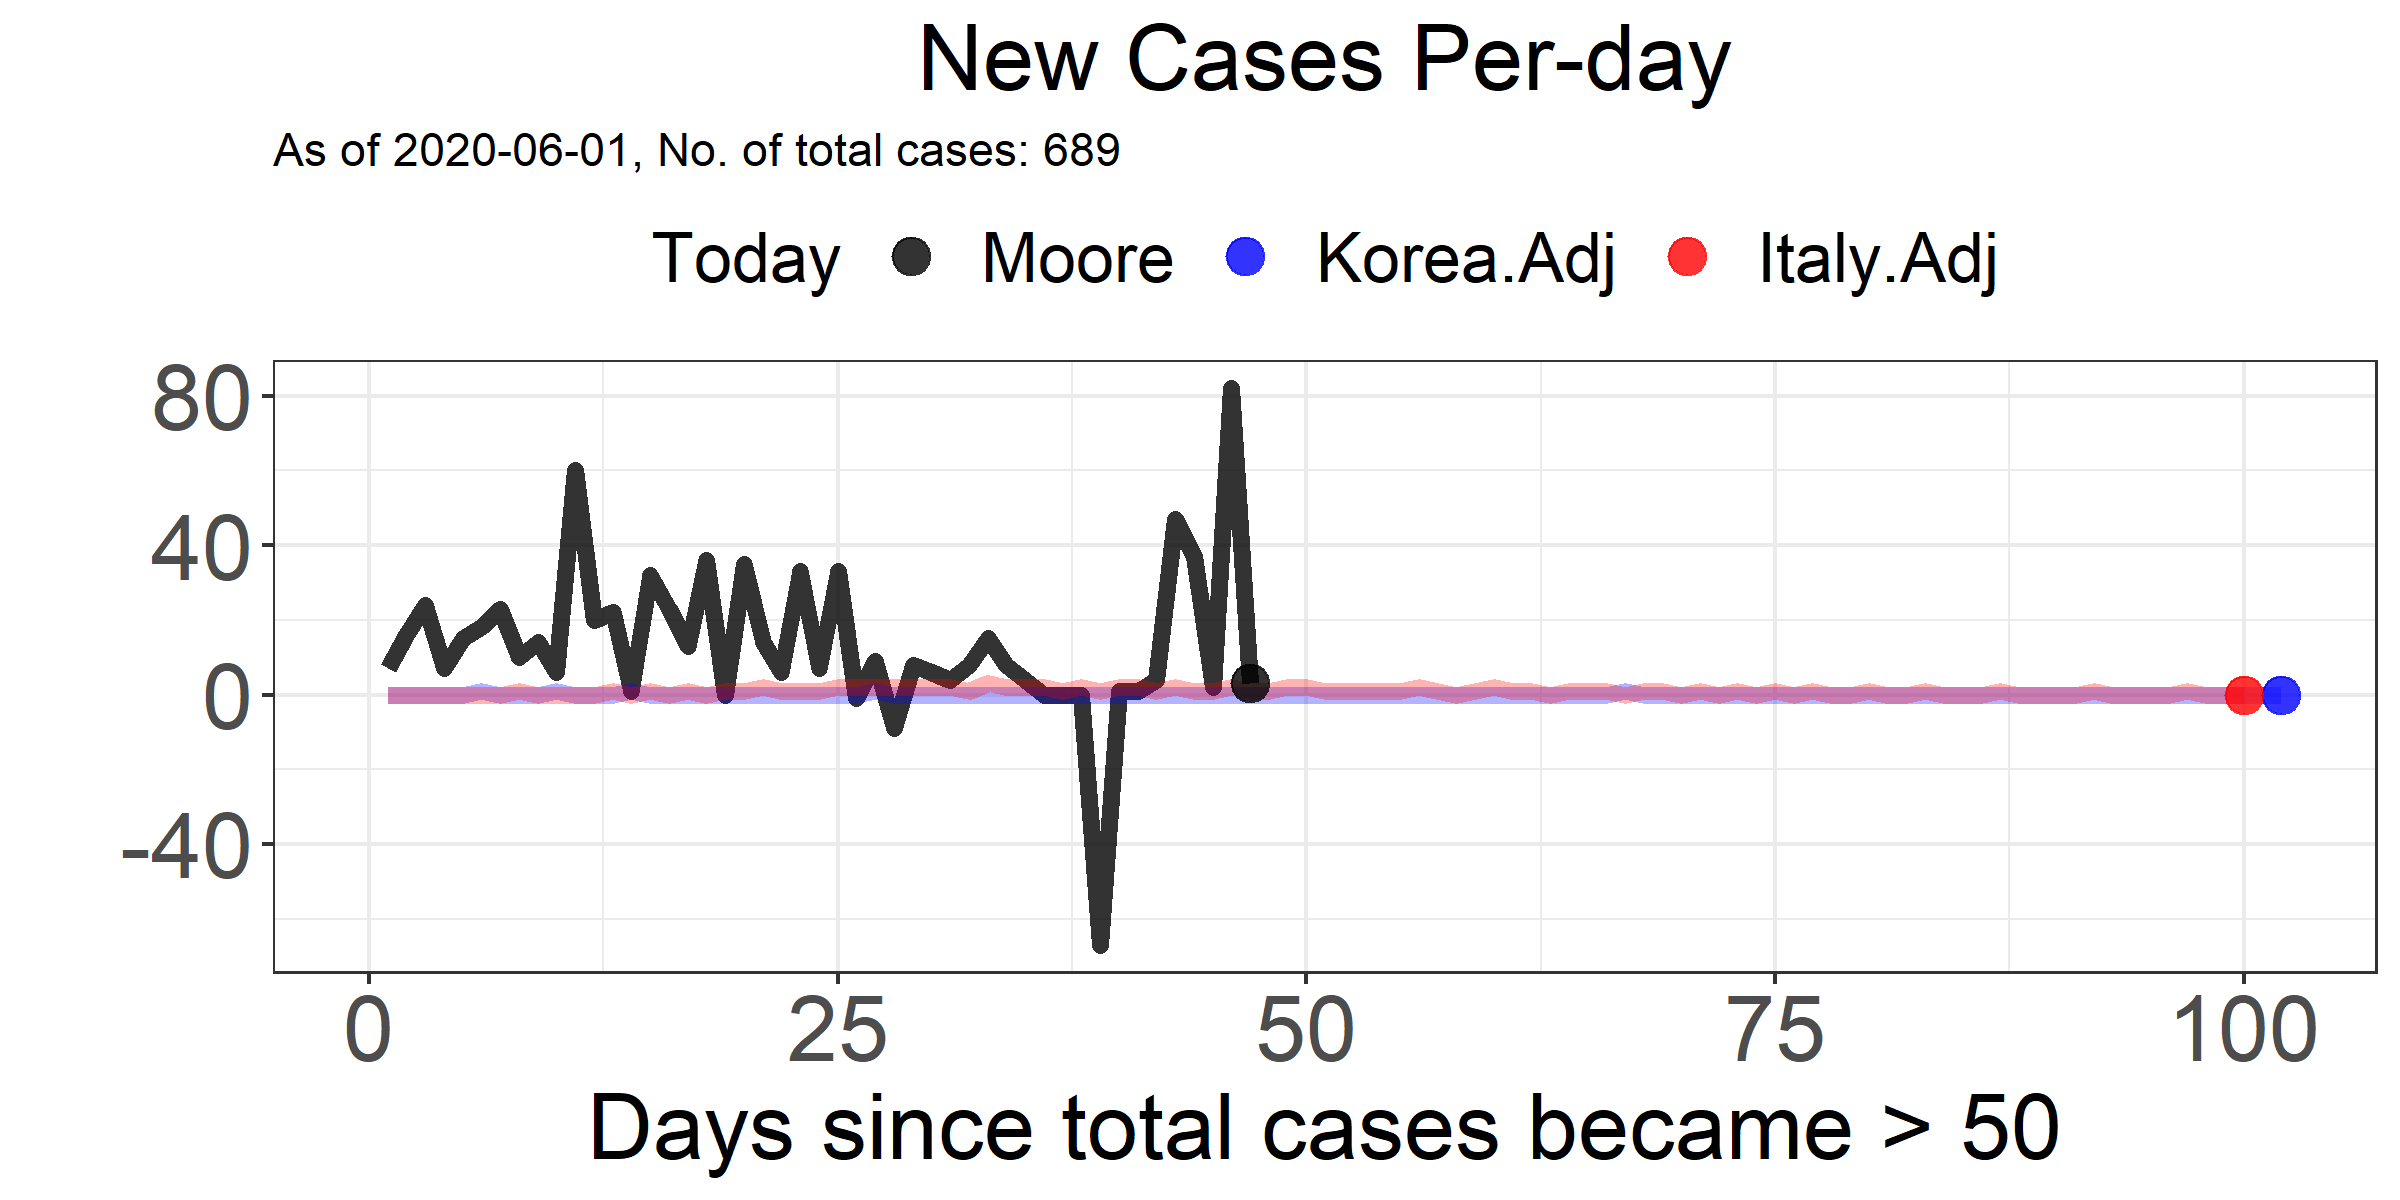 New Cases Per-day
As of 2020-06-01, No. of total cases: 689
Today Moore Korea.Adj Italy.Adj
80
40
0
-40
0 25 50 75 100
Days since total cases became > 50